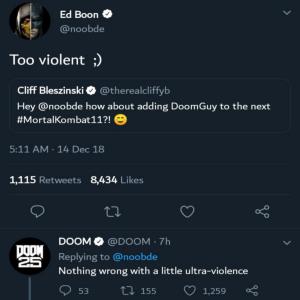 Ed Boon
@noobde
Too violent ;)
Cliff Bleszinski @therealcliffyb
Hey @noobde how about adding DoomGuy to the next
#MortalKombat11?! 😊
5:11 AM · 14 Dec 18
1,115 Retweets 8,434 Likes
DOOM @DOOM · 7h
Replying to @noobde
Nothing wrong with a little ultra-violence
53 155 1,259
DOOM
25